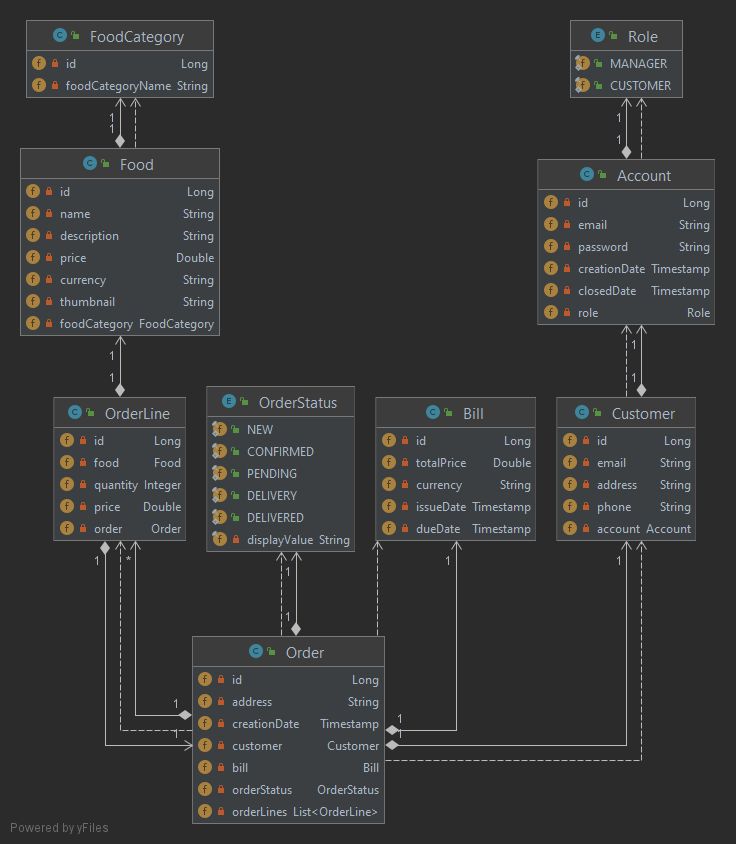 FoodCategory
id Long
foodCategoryName String
Role
MANAGER
CUSTOMER
1
1
1
1
Food
id Long
name String
description String
price Double
currency String
thumbnail String
foodCategory FoodCategory
Account
id Long
email String
password String
creationDate Timestamp
closedDate Timestamp
role Role
1
1
1
1
OrderLine
id Long
food Food
quantity Integer
price Double
order Order
OrderStatus
NEW
CONFIRMED
PENDING
DELIVERY
DELIVERED
displayValue String
Bill
id Long
totalPrice Double
currency String
issueDate Timestamp
dueDate Timestamp
Customer
id Long
email String
address String
phone String
account Account
1
*
1
1
1
1
Order
id Long
address String
creationDate Timestamp
customer Customer
bill Bill
orderStatus OrderStatus
orderLines List<OrderLine>
1
1
1
1
Powered by yFiles